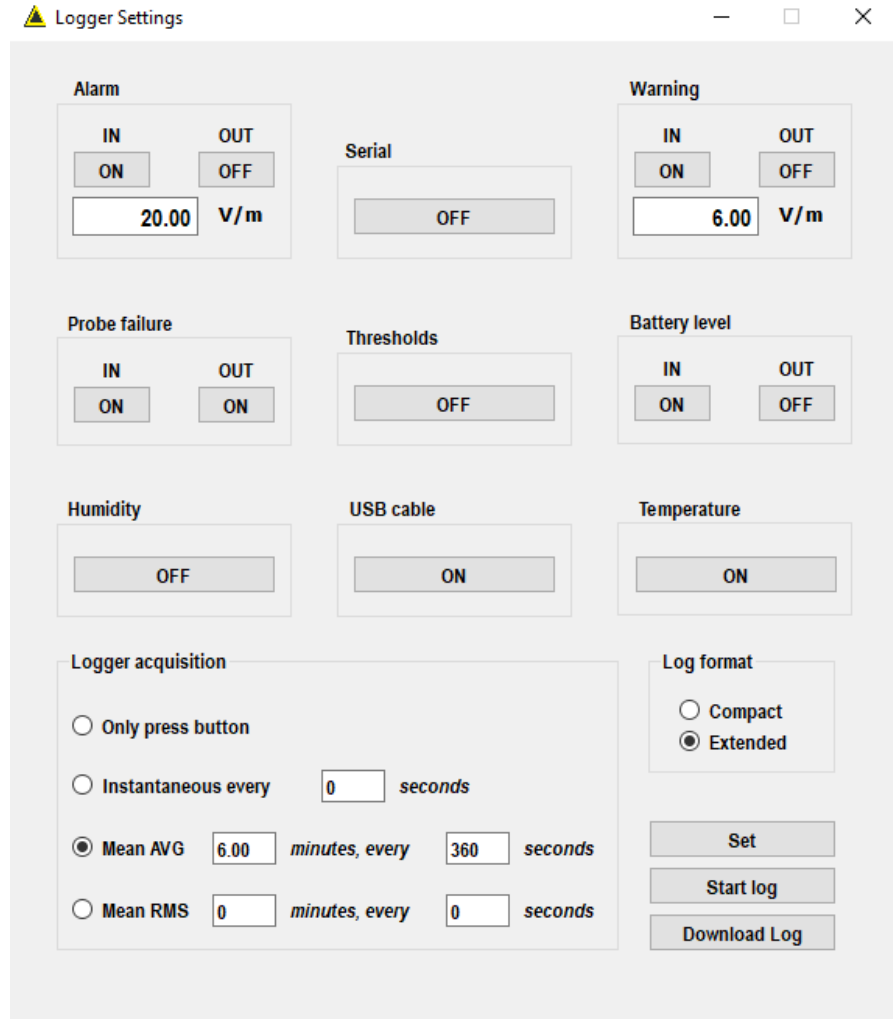 Logger Settings
Alarm
IN OUT
ON OFF
20.00 V/m
Serial
OFF
Warning
IN OUT
ON OFF
6.00 V/m
Probe failure
IN OUT
ON ON
Thresholds
OFF
Battery level
IN OUT
ON OFF
Humidity
OFF
USB cable
ON
Temperature
ON
Logger acquisition
Only press button
Instantaneous every 0 seconds
Mean AVG 6.00 minutes, every 360 seconds
Mean RMS 0 minutes, every 0 seconds
Log format
Compact
Extended
Set
Start log
Download Log